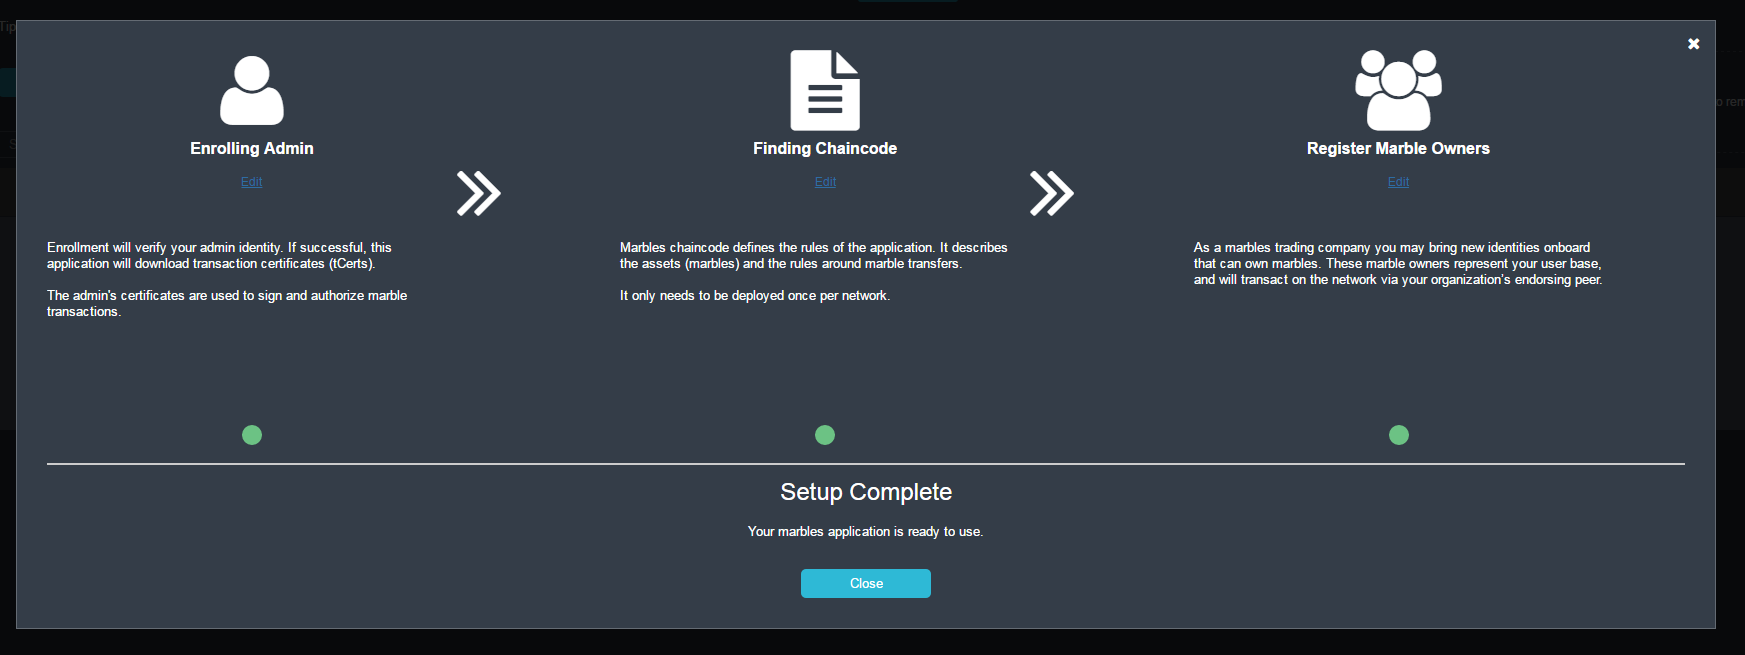 Tip
Enrolling Admin
Edit
Enrollment will verify your admin identity. If successful, this
application will download transaction certificates (tCerts).
The admin's certificates are used to sign and authorize marble
transactions.
Finding Chaincode
Edit
Marbles chaincode defines the rules of the application. It describes
the assets (marbles) and the rules around marble transfers.
It only needs to be deployed once per network.
Register Marble Owners
Edit
As a marbles trading company you may bring new identities onboard
that can own marbles. These marble owners represent your user base,
and will transact on the network via your organization's endorsing peer.
Setup Complete
Your marbles application is ready to use.
Close